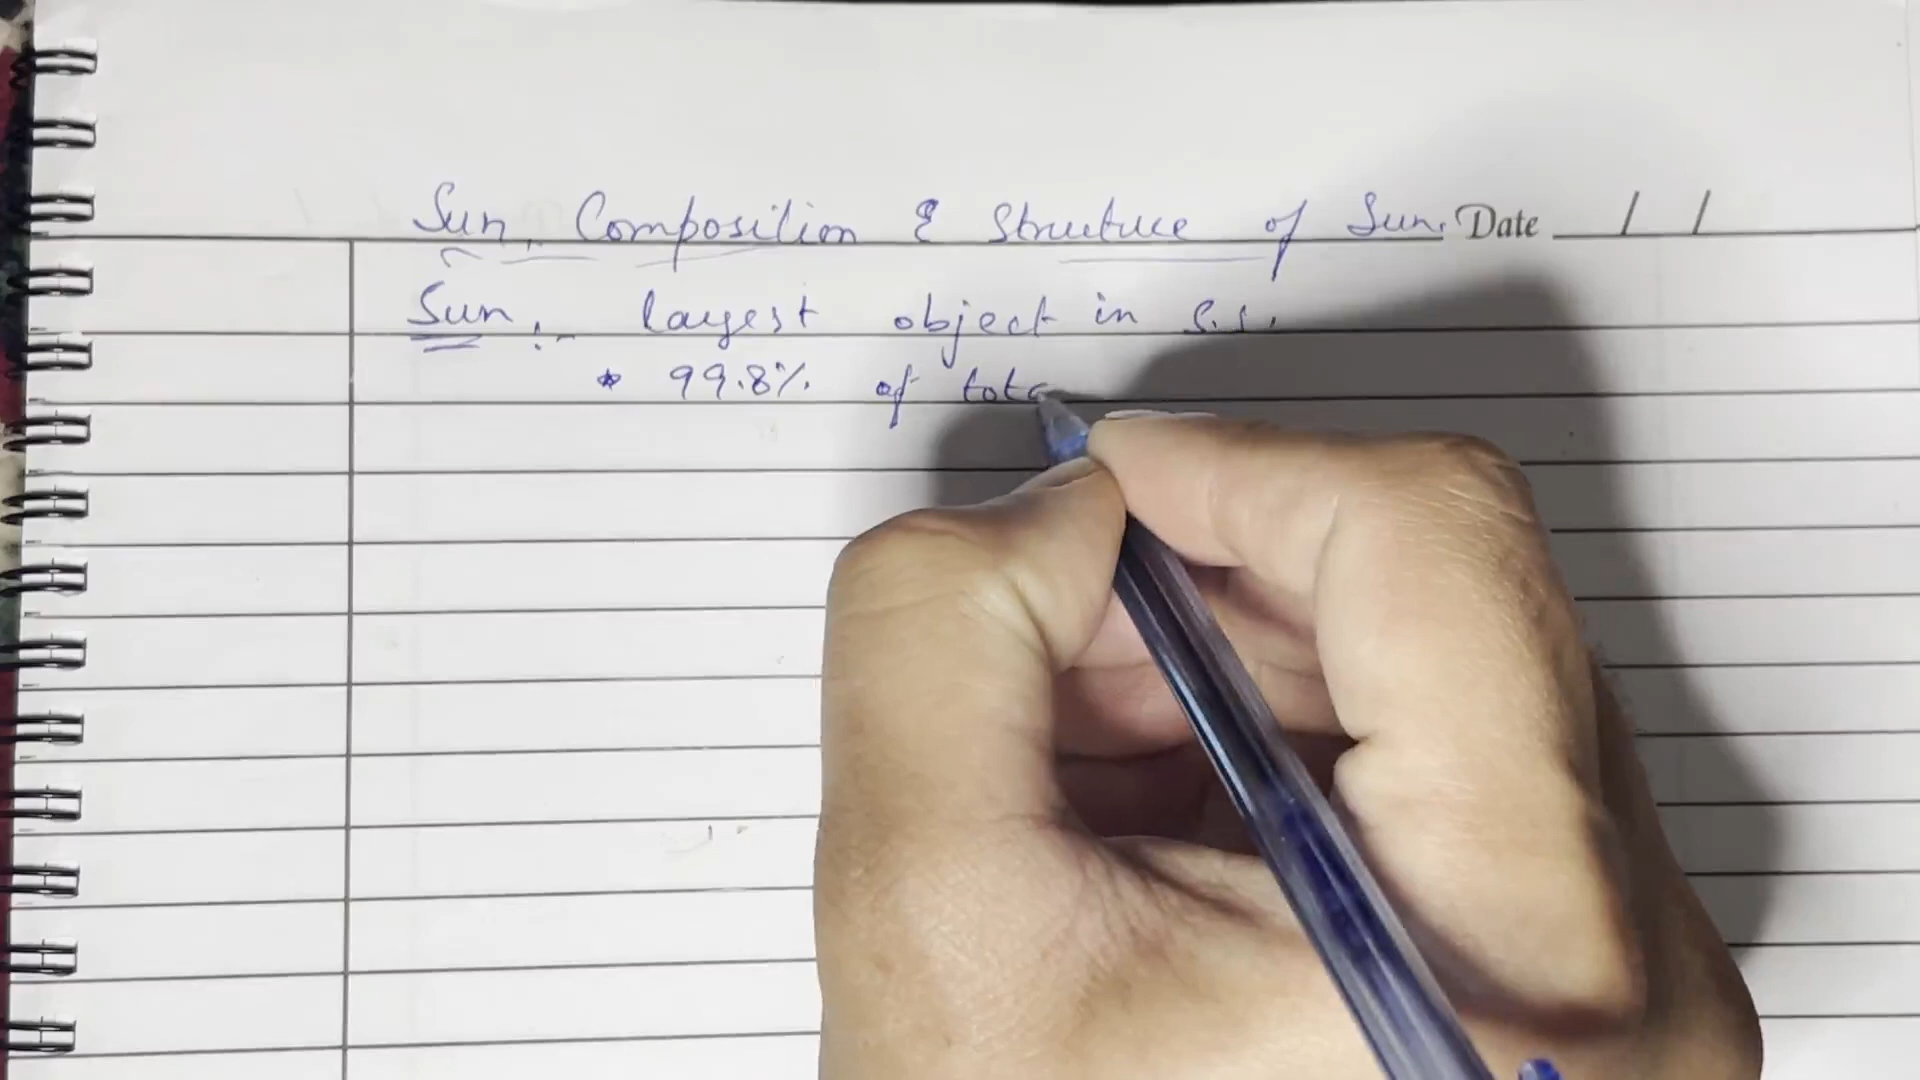 Sun, Composition & Structure of Sun. Date / /
Sun :- largest object in S.S.
* 99.8% of tota